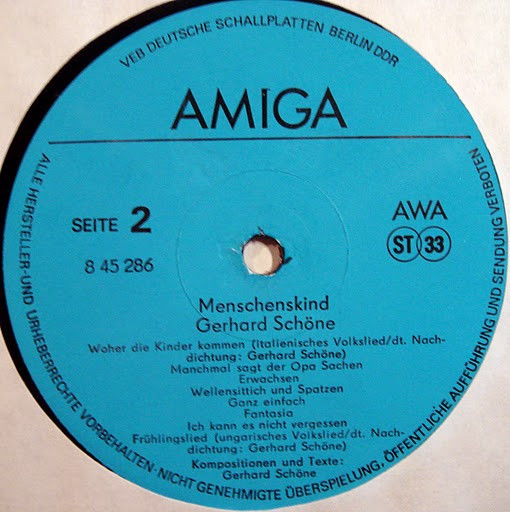 VEB DEUTSCHE SCHALLPLATTEN BERLIN DDR
AMIGA
SEITE 2
8 45 286
AWA
ST 33
Menschenskind
Gerhard Schöne
Woher die Kinder kommen (Italienisches Volkslied/dt. Nach-
dichtung: Gerhard Schöne)
Manchmal sagt der Opa Sachen
Erwachsen
Wellensittich und Spatzen
Ganz einfach
Fantasia
Ich kann es nicht vergessen
Frühlingslied (ungarisches Volkslied/dt. Nach-
dichtung: Gerhard Schöne)
Kompositionen und Texte:
Gerhard Schöne
ALLE HERSTELLER- UND URHEBERRECHTE VORBEHALTEN · NICHT GENEHMIGTE ÜBERSPIELUNG, ÖFFENTLICHE AUFFÜHRUNG UND SENDUNG VERBOTEN